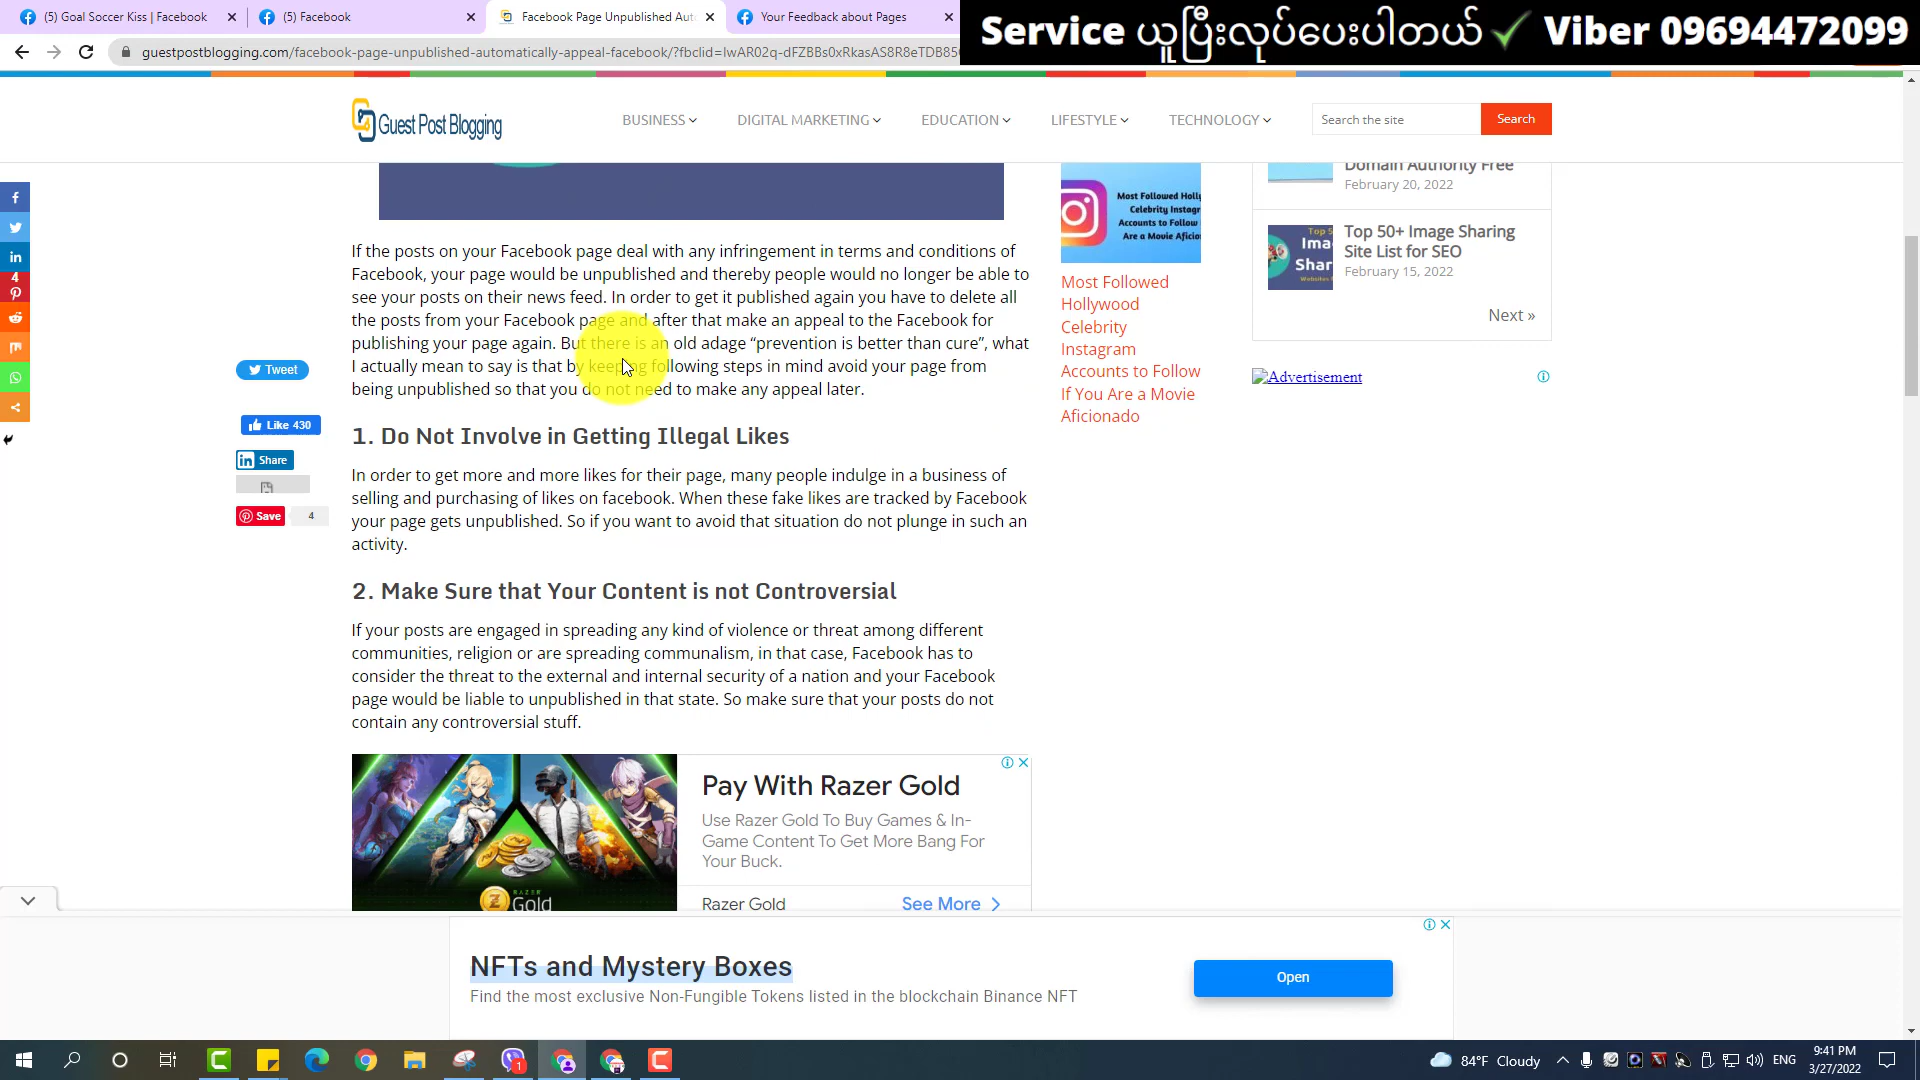 (5) Goal Soccer Kiss | Facebook
(5) Facebook
Facebook Page Unpublished Aut
Your Feedback about Pages
Service ယူပြီးလုပ်ပေးပါတယ် Viber 09694472099
guestpostblogging.com/facebook-page-unpublished-automatically-appeal-facebook/?fbclid=IwAR02q-dFZBBs0xRkasAS8R8eTDB85
Guest Post Blogging
BUSINESS
DIGITAL MARKETING
EDUCATION
LIFESTYLE
TECHNOLOGY
Search the site
Search
Domain Authority Free
February 20, 2022
Top 50+ Image Sharing
Site List for SEO
February 15, 2022
Next »
Most Followed Holly
Celebrity Instagr
Accounts to Follow
Are a Movie Aficio
Most Followed
Hollywood
Celebrity
Instagram
Accounts to Follow
If You Are a Movie
Aficionado
Advertisement
4
Tweet
Like 430
Share
Save
4
If the posts on your Facebook page deal with any infringement in terms and conditions of
Facebook, your page would be unpublished and thereby people would no longer be able to
see your posts on their news feed. In order to get it published again you have to delete all
the posts from your Facebook page and after that make an appeal to the Facebook for
publishing your page again. But there is an old adage “prevention is better than cure”, what
I actually mean to say is that by keeping following steps in mind avoid your page from
being unpublished so that you do not need to make any appeal later.
1. Do Not Involve in Getting Illegal Likes
In order to get more and more likes for their page, many people indulge in a business of
selling and purchasing of likes on facebook. When these fake likes are tracked by Facebook
your page gets unpublished. So if you want to avoid that situation do not plunge in such an
activity.
2. Make Sure that Your Content is not Controversial
If your posts are engaged in spreading any kind of violence or threat among different
communities, religion or are spreading communalism, in that case, Facebook has to
consider the threat to the external and internal security of a nation and your Facebook
page would be liable to unpublished in that state. So make sure that your posts do not
contain any controversial stuff.
RAZER
Gold
Pay With Razer Gold
Use Razer Gold To Buy Games & In-
Game Content To Get More Bang For
Your Buck.
Razer Gold
See More
NFTs and Mystery Boxes
Find the most exclusive Non-Fungible Tokens listed in the blockchain Binance NFT
Open
1
84°F Cloudy
ENG
9:41 PM
3/27/2022